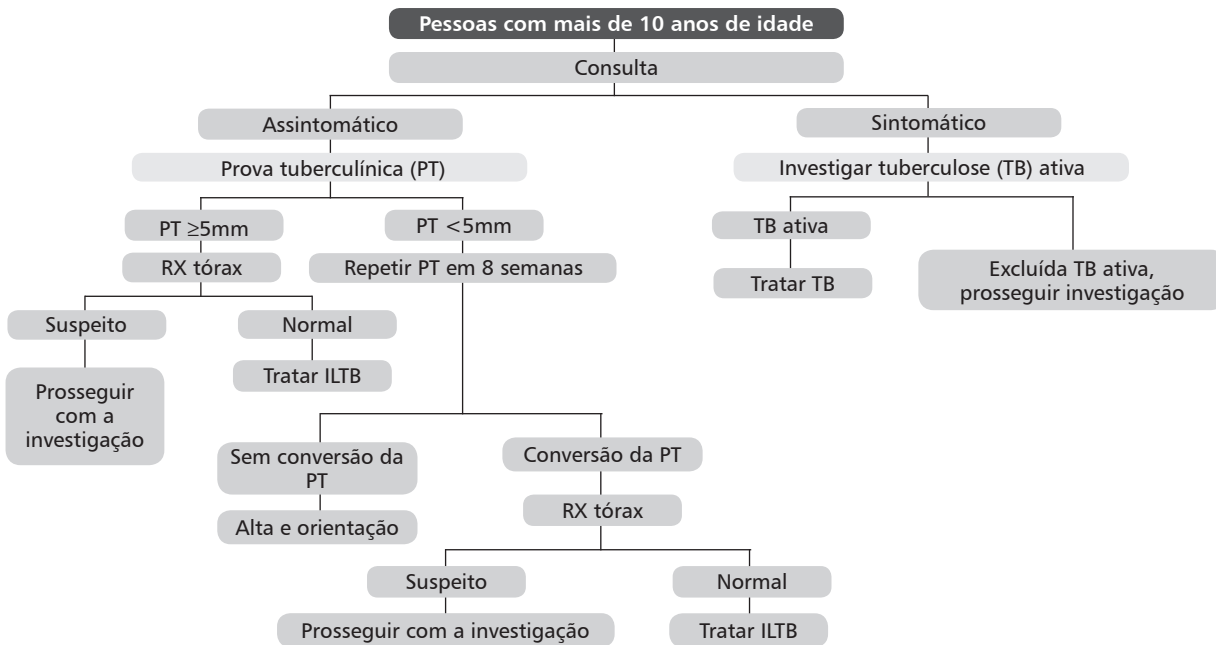 Pessoas com mais de 10 anos de idade
Consulta
Assintomático
Sintomático
Prova tuberculínica (PT)
Investigar tuberculose (TB) ativa
PT ≥5mm
PT <5mm
TB ativa
RX tórax
Repetir PT em 8 semanas
Tratar TB
Excluída TB ativa,
prosseguir investigação
Suspeito
Normal
Prosseguir
com a
investigação
Tratar ILTB
Sem conversão da
PT
Conversão da PT
Alta e orientação
RX tórax
Suspeito
Normal
Prosseguir com a investigação
Tratar ILTB